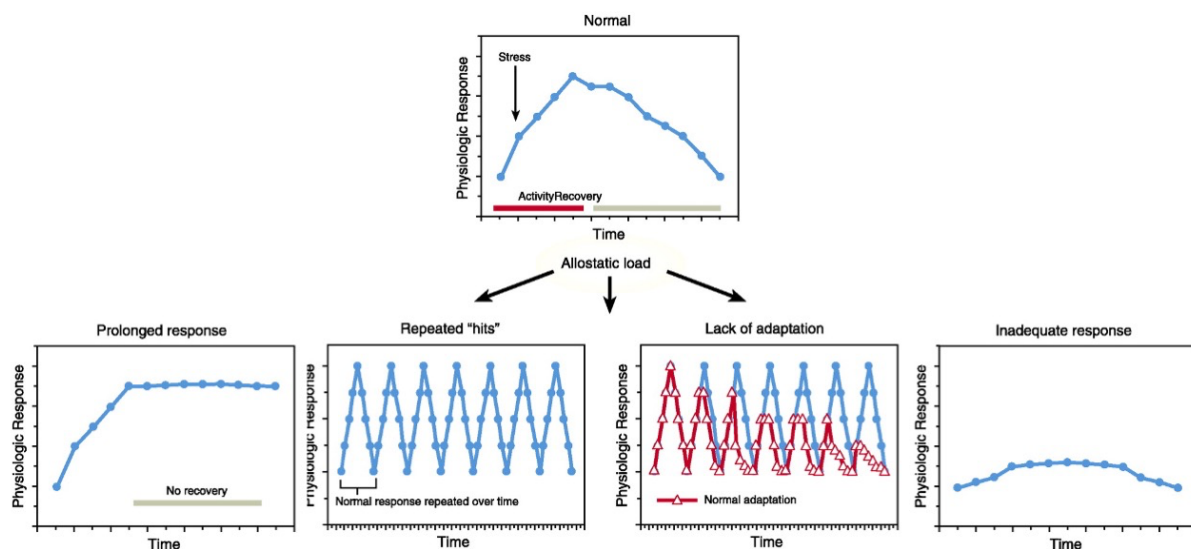 Normal
Physiologic Response
Stress
ActivityRecovery
Time
Allostatic load
Prolonged response
Physiologic Response
No recovery
Time
Repeated “hits”
Physiologic Response
Normal response repeated over time
Time
Lack of adaptation
Physiologic Response
Normal adaptation
Time
Inadequate response
Physiologic Response
Time